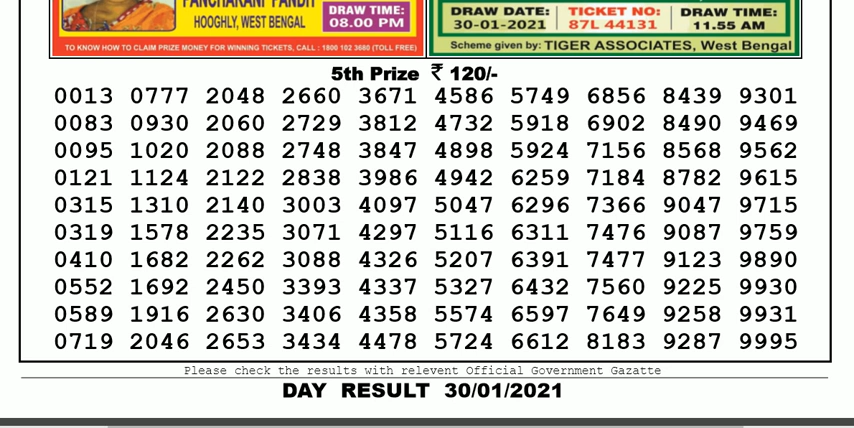 PANCHARANI PANDIT
HOOGHLY, WEST BENGAL
DRAW TIME:
08.00 PM
TO KNOW HOW TO CLAIM PRIZE MONEY FOR WINNING TICKETS, CALL : 1800 102 3680 (TOLL FREE)
DRAW DATE: TICKET NO: DRAW TIME:
30-01-2021 87L 44131 11.55 AM
Scheme given by: TIGER ASSOCIATES, West Bengal
5th Prize ₹ 120/-
0013 0777 2048 2660 3671 4586 5749 6856 8439 9301
0083 0930 2060 2729 3812 4732 5918 6902 8490 9469
0095 1020 2088 2748 3847 4898 5924 7156 8568 9562
0121 1124 2122 2838 3986 4942 6259 7184 8782 9615
0315 1310 2140 3003 4097 5047 6296 7366 9047 9715
0319 1578 2235 3071 4297 5116 6311 7476 9087 9759
0410 1682 2262 3088 4326 5207 6391 7477 9123 9890
0552 1692 2450 3393 4337 5327 6432 7560 9225 9930
0589 1916 2630 3406 4358 5574 6597 7649 9258 9931
0719 2046 2653 3434 4478 5724 6612 8183 9287 9995
Please check the results with relevent Official Government Gazatte
DAY RESULT 30/01/2021